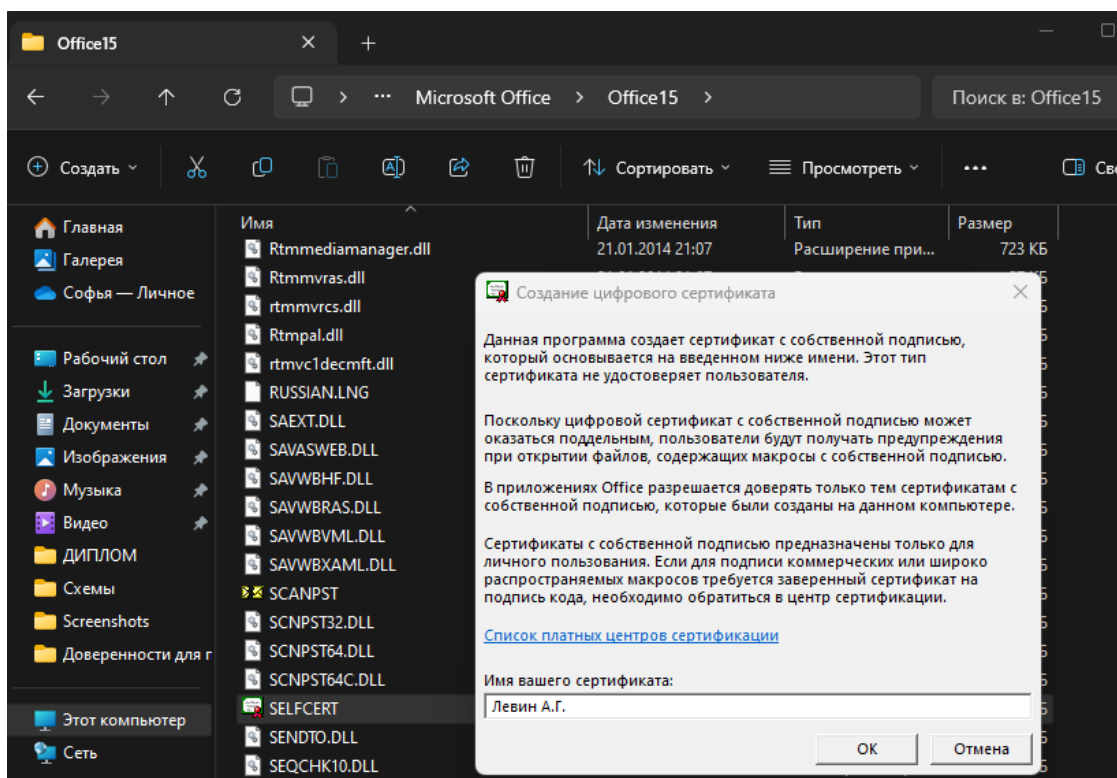 Office15
Microsoft Office
Office15
Поиск в: Office15
Создать
Сортировать
Просмотреть
Имя
Дата изменения
Тип
Размер
Главная
Галерея
Софья — Личное
Рабочий стол
Загрузки
Документы
Изображения
Музыка
Видео
ДИПЛОМ
Схемы
Screenshots
Доверенности для
Этот компьютер
Сеть
Rtmmediamanager.dll
21.01.2014 21:07
Расширение при...
723 КБ
Rtmmvras.dll
rtmmvrcs.dll
Rtmpal.dll
rtmvc1decmft.dll
RUSSIAN.LNG
SAEXT.DLL
SAVASWEB.DLL
SAVWBHF.DLL
SAVWBRAS.DLL
SAVWBVML.DLL
SAVWBXAML.DLL
SCANPST
SCNPST32.DLL
SCNPST64.DLL
SCNPST64C.DLL
SELFCERT
SENDTO.DLL
SEQCHK10.DLL
Создание цифрового сертификата
Данная программа создает сертификат с собственной подписью,
который основывается на введенном ниже имени. Этот тип
сертификата не удостоверяет пользователя.
Поскольку цифровой сертификат с собственной подписью может
оказаться поддельным, пользователи будут получать предупреждения
при открытии файлов, содержащих макросы с собственной подписью.
В приложениях Office разрешается доверять только тем сертификатам с
собственной подписью, которые были созданы на данном компьютере.
Сертификаты с собственной подписью предназначены только для
личного пользования. Если для подписи коммерческих или широко
распространяемых макросов требуется заверенный сертификат на
подпись кода, необходимо обратиться в центр сертификации.
Список платных центров сертификации
Имя вашего сертификата:
Левин А.Г.
ОК
Отмена